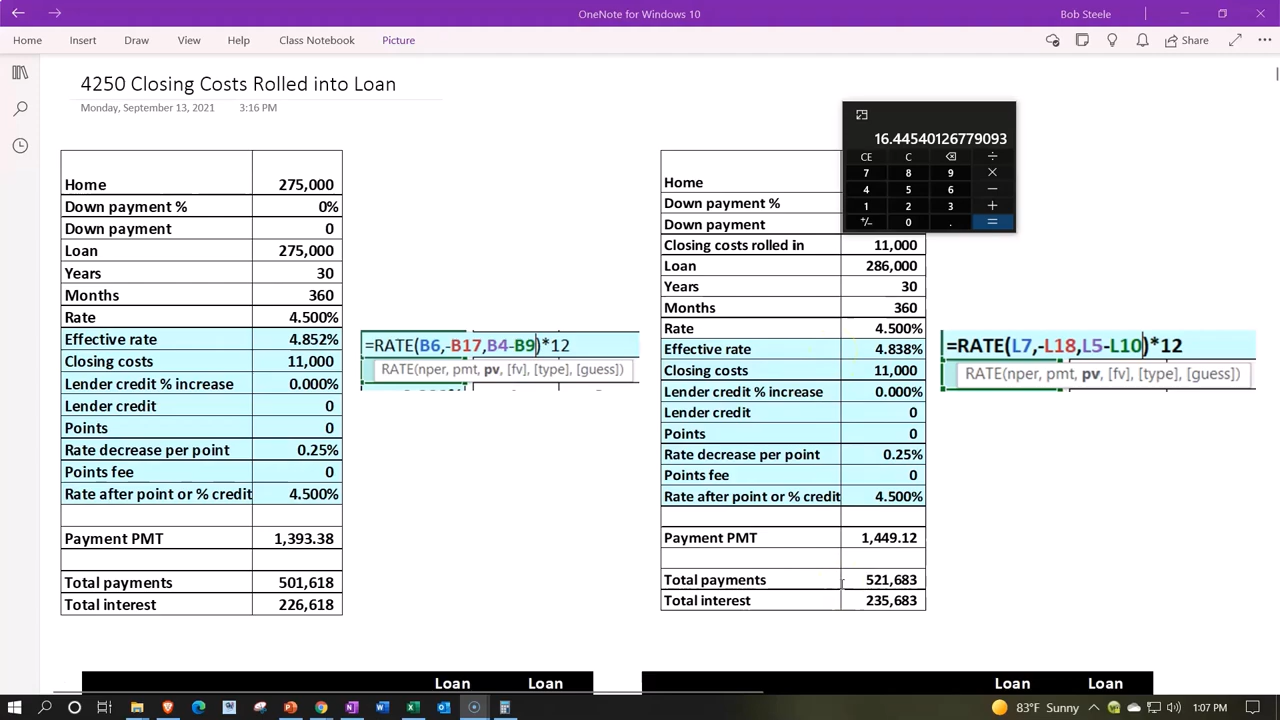 OneNote for Windows 10
Bob Steele
Home Insert Draw View Help Class Notebook Picture
Share
4250 Closing Costs Rolled into Loan
Monday, September 13, 2021 3:16 PM
Home 275,000
Down payment % 0%
Down payment 0
Loan 275,000
Years 30
Months 360
Rate 4.500%
Effective rate 4.852%
Closing costs 11,000
Lender credit % increase 0.000%
Lender credit 0
Points 0
Rate decrease per point 0.25%
Points fee 0
Rate after point or % credit 4.500%
Payment PMT 1,393.38
Total payments 501,618
Total interest 226,618
=RATE(B6,-B17,B4-B9)*12
RATE(nper, pmt, pv, [fv], [type], [guess])
16.44540126779093
CE C ⌫ ÷
7 8 9 ×
4 5 6 −
1 2 3 +
+/− 0 . =
Home
Down payment %
Down payment
Closing costs rolled in 11,000
Loan 286,000
Years 30
Months 360
Rate 4.500%
Effective rate 4.838%
Closing costs 11,000
Lender credit % increase 0.000%
Lender credit 0
Points 0
Rate decrease per point 0.25%
Points fee 0
Rate after point or % credit 4.500%
Payment PMT 1,449.12
Total payments 521,683
Total interest 235,683
=RATE(L7,-L18,L5-L10)*12
RATE(nper, pmt, pv, [fv], [type], [guess])
Loan Loan
Loan Loan
83°F Sunny
1:07 PM